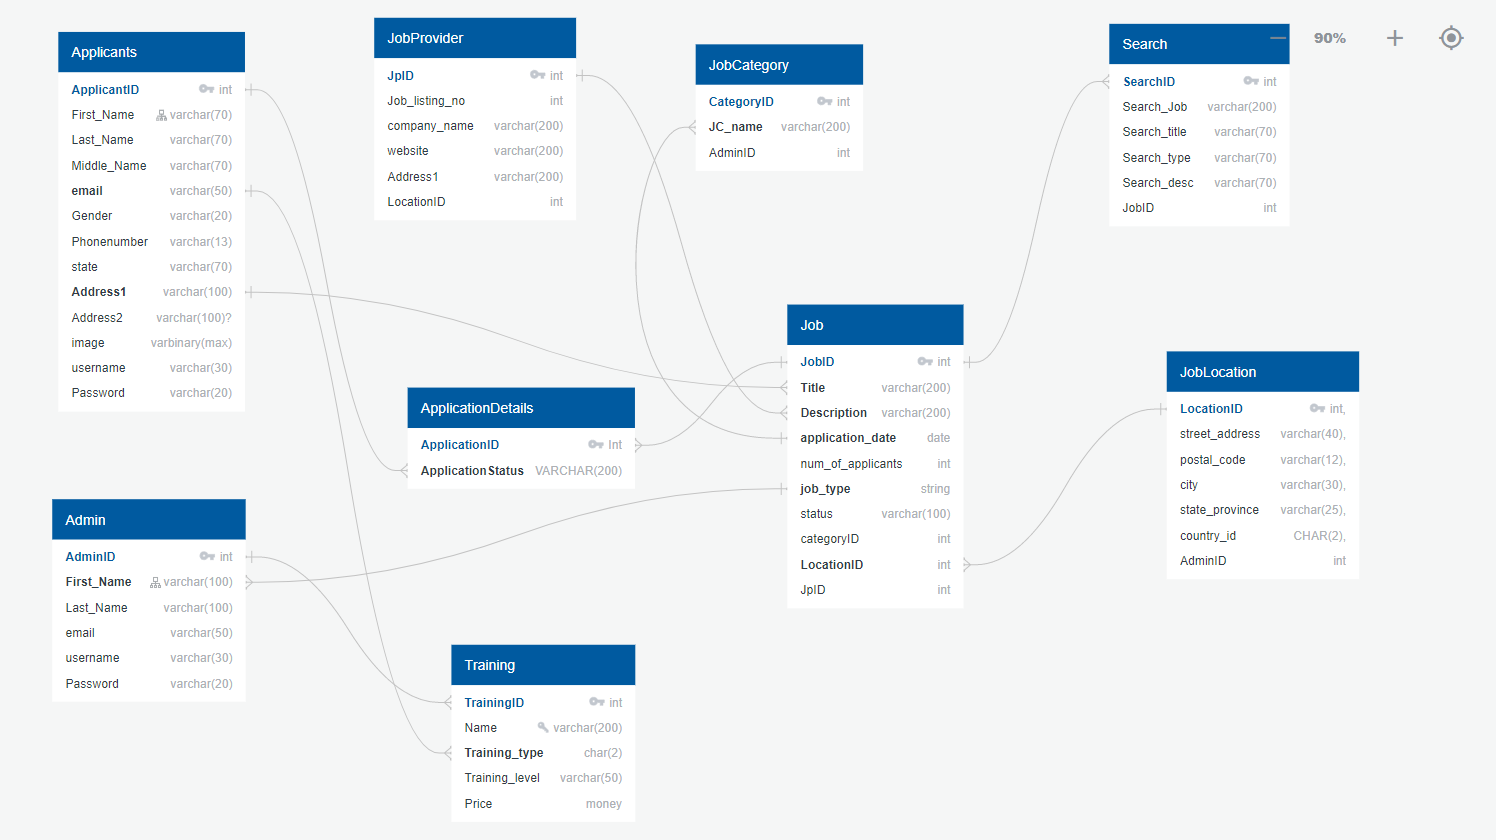 Applicants
ApplicantID int
First_Name varchar(70)
Last_Name varchar(70)
Middle_Name varchar(70)
email varchar(50)
Gender varchar(20)
Phonenumber varchar(13)
state varchar(70)
Address1 varchar(100)
Address2 varchar(100)?
image varbinary(max)
username varchar(30)
Password varchar(20)
JobProvider
JpID int
Job_listing_no int
company_name varchar(200)
website varchar(200)
Address1 varchar(200)
LocationID int
JobCategory
CategoryID int
JC_name varchar(200)
AdminID int
Search
SearchID int
Search_Job varchar(200)
Search_title varchar(70)
Search_type varchar(70)
Search_desc varchar(70)
JobID int
90%
Job
JobID int
Title varchar(200)
Description varchar(200)
application_date date
num_of_applicants int
job_type string
status varchar(100)
categoryID int
LocationID int
JpID int
JobLocation
LocationID int,
street_address varchar(40),
postal_code varchar(12),
city varchar(30),
state_province varchar(25),
country_id CHAR(2),
AdminID int
ApplicationDetails
ApplicationID Int
ApplicationStatus VARCHAR(200)
Admin
AdminID int
First_Name varchar(100)
Last_Name varchar(100)
email varchar(50)
username varchar(30)
Password varchar(20)
Training
TrainingID int
Name varchar(200)
Training_type char(2)
Training_level varchar(50)
Price money